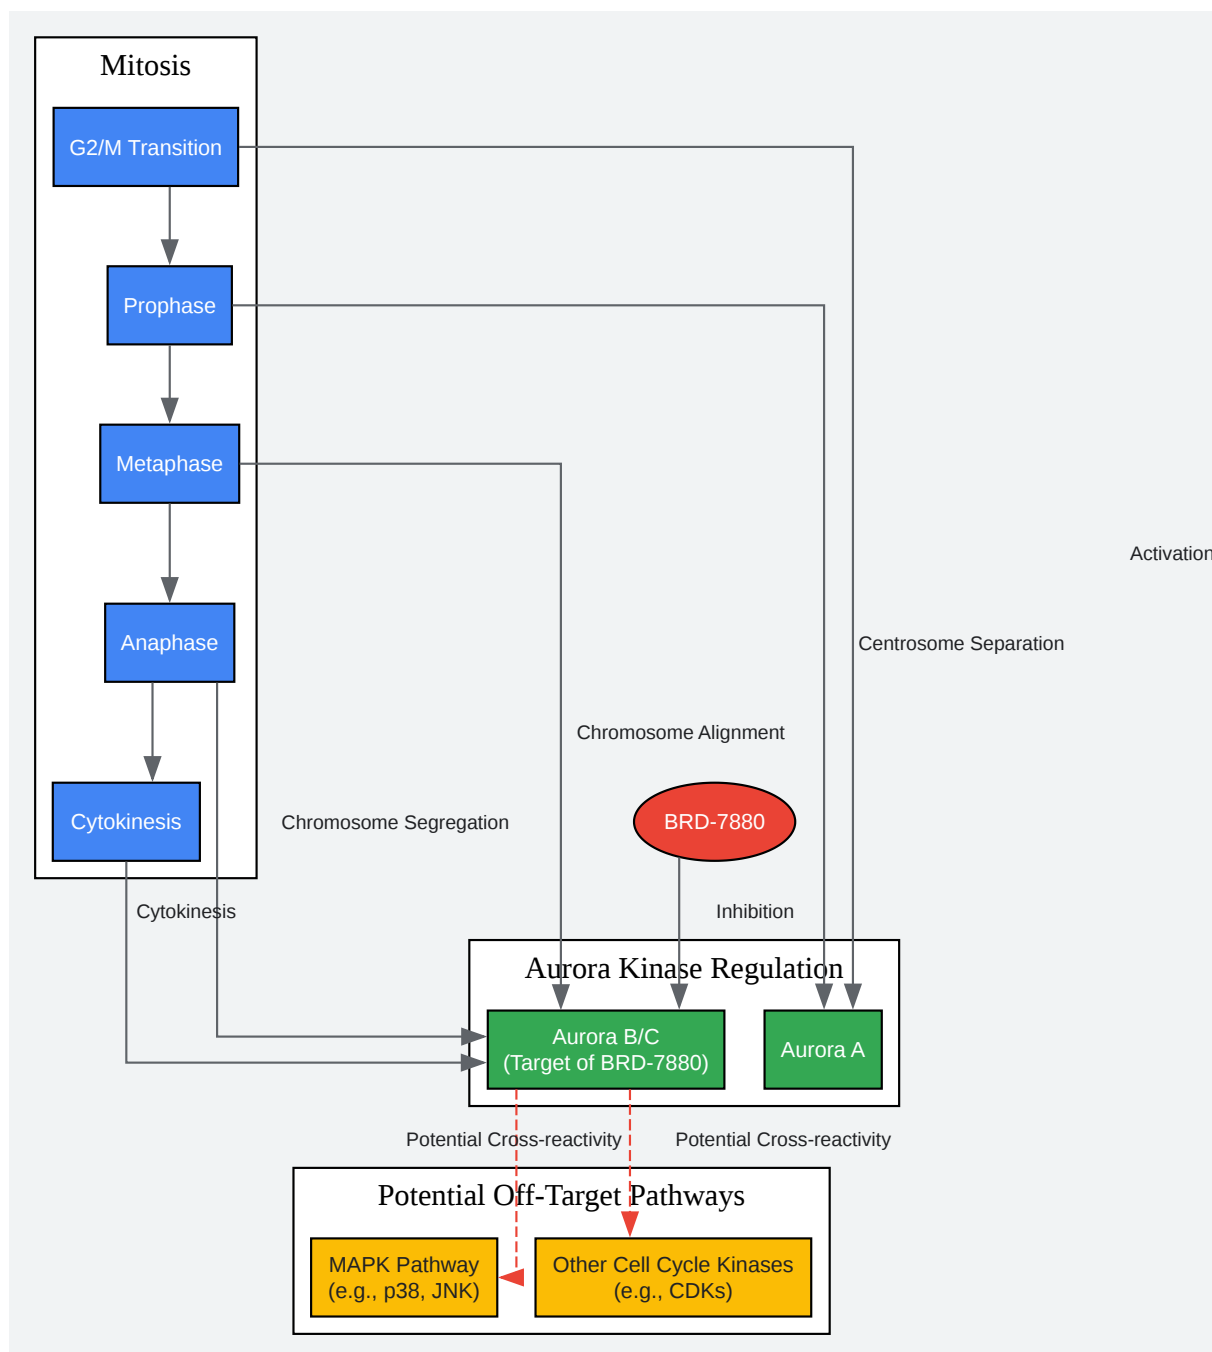 Mitosis
G2/M Transition
Prophase
Metaphase
Activation
Anaphase
Centrosome Separation
Chromosome Alignment
Cytokinesis
Chromosome Segregation
BRD-7880
Cytokinesis
Inhibition
Aurora Kinase Regulation
Aurora B/C
(Target of BRD-7880)
Aurora A
Potential Cross-reactivity
Potential Cross-reactivity
Potential Off-Target Pathways
MAPK Pathway
(e.g., p38, JNK)
Other Cell Cycle Kinases
(e.g., CDKs)